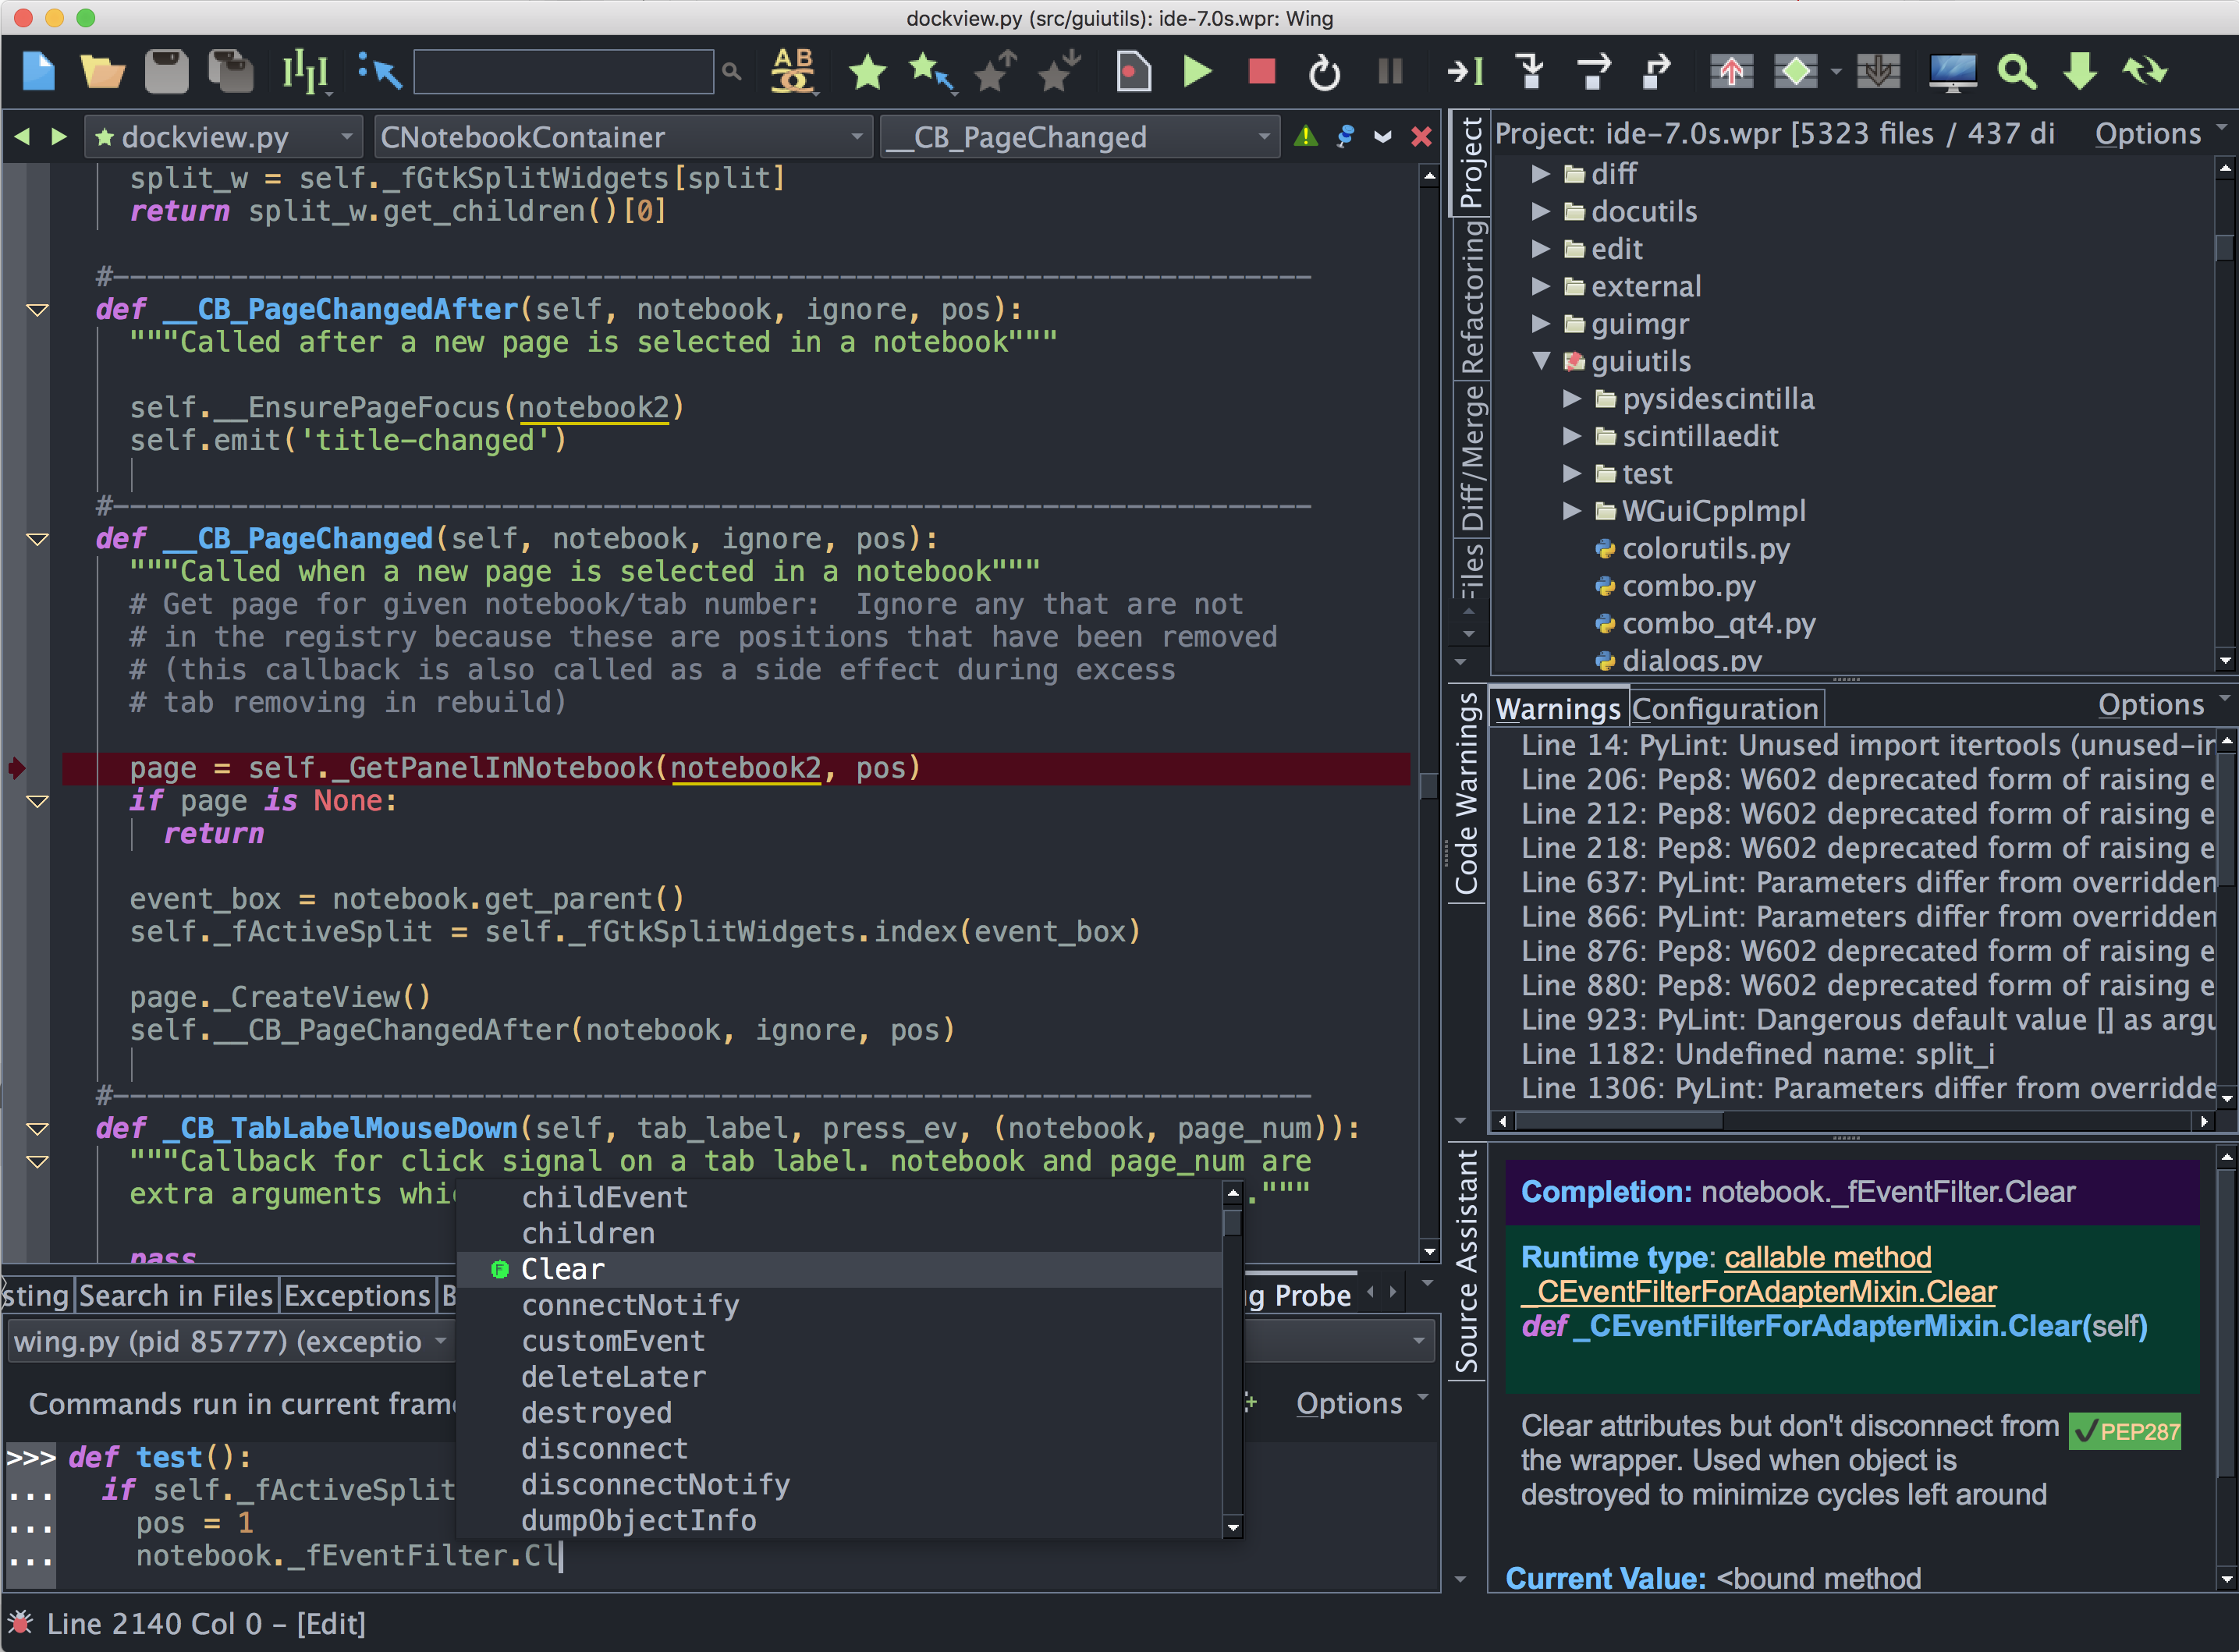 dockview.py (src/guiutils): ide-7.0s.wpr: Wing
AB
dockview.py
CNotebookContainer
__CB_PageChanged
split_w = self._fGtkSplitWidgets[split]
return split_w.get_children()[0]
#-----------------------------------------------------------------------
def __CB_PageChangedAfter(self, notebook, ignore, pos):
"""Called after a new page is selected in a notebook"""
self.__EnsurePageFocus(notebook2)
self.emit('title-changed')
#-----------------------------------------------------------------------
def __CB_PageChanged(self, notebook, ignore, pos):
"""Called when a new page is selected in a notebook"""
# Get page for given notebook/tab number:  Ignore any that are not
# in the registry because these are positions that have been removed
# (this callback is also called as a side effect during excess
# tab removing in rebuild)
page = self._GetPanelInNotebook(notebook2, pos)
if page is None:
return
event_box = notebook.get_parent()
self._fActiveSplit = self._fGtkSplitWidgets.index(event_box)
page._CreateView()
self.__CB_PageChangedAfter(notebook, ignore, pos)
#-----------------------------------------------------------------------
def _CB_TabLabelMouseDown(self, tab_label, press_ev, (notebook, page_num)):
"""Callback for click signal on a tab label. notebook and page_num are
extra arguments whi ."""
pass
childEvent
children
F Clear
connectNotify
customEvent
deleteLater
destroyed
disconnect
disconnectNotify
dumpObjectInfo
sting
Search in Files
Exceptions
B
g Probe
wing.py (pid 85777) (exceptio
Commands run in current fram
Options
>>> def test():
... if self._fActiveSplit
... pos = 1
... notebook._fEventFilter.Cl
Line 2140 Col 0 – [Edit]
Project
Refactoring
Diff/Merge
Files
Project: ide-7.0s.wpr [5323 files / 437 di
Options
diff
docutils
edit
external
guimgr
guiutils
pysidescintilla
scintillaedit
test
WGuiCppImpl
colorutils.py
combo.py
combo_qt4.py
dialogs.py
Code Warnings
Warnings
Configuration
Options
Line 14: PyLint: Unused import itertools (unused-ir
Line 206: Pep8: W602 deprecated form of raising e
Line 212: Pep8: W602 deprecated form of raising e
Line 218: Pep8: W602 deprecated form of raising e
Line 637: PyLint: Parameters differ from overridden
Line 866: PyLint: Parameters differ from overridden
Line 876: Pep8: W602 deprecated form of raising e
Line 880: Pep8: W602 deprecated form of raising e
Line 923: PyLint: Dangerous default value [] as argu
Line 1182: Undefined name: split_i
Line 1306: PyLint: Parameters differ from overridde
Source Assistant
Completion: notebook._fEventFilter.Clear
Runtime type: callable method
_CEventFilterForAdapterMixin.Clear
def _CEventFilterForAdapterMixin.Clear(self)
Clear attributes but don't disconnect from
✓PEP287
the wrapper. Used when object is
destroyed to minimize cycles left around
Current Value: <bound method